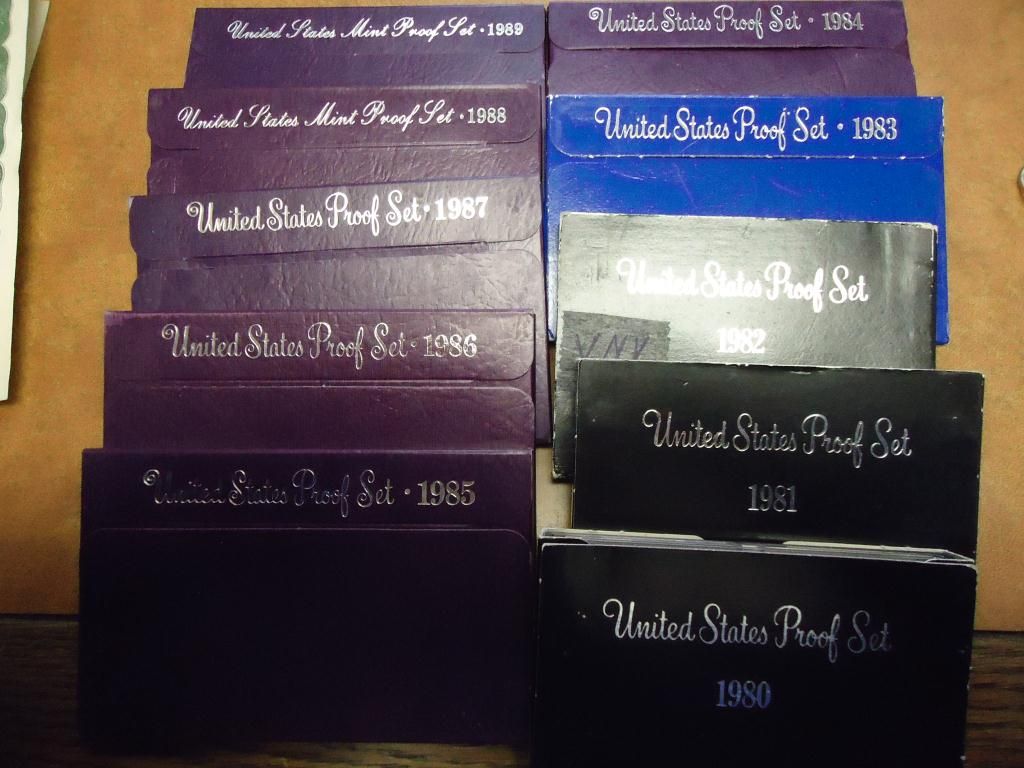 United States Mint Proof Set · 1989
United States Mint Proof Set · 1988
United States Proof Set · 1987
United States Proof Set · 1986
United States Proof Set · 1985
United States Proof Set · 1984
United States Proof Set · 1983
United States Proof Set
1982
VNV
United States Proof Set
1981
United States Proof Set
1980